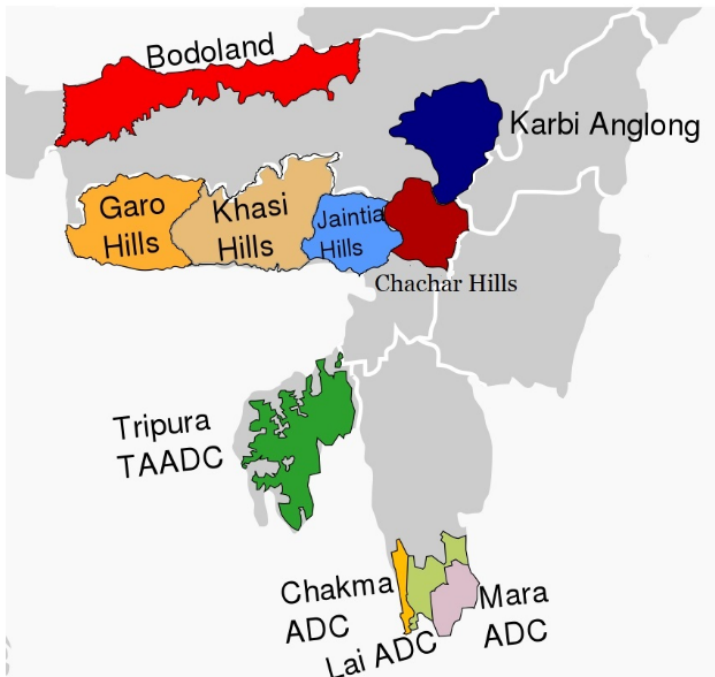 Bodoland
Karbi Anglong
Garo
Hills
Khasi
Hills
Jaintia
Hills
Chachar Hills
Tripura
TAADC
Chakma
ADC
Lai ADC
Mara
ADC